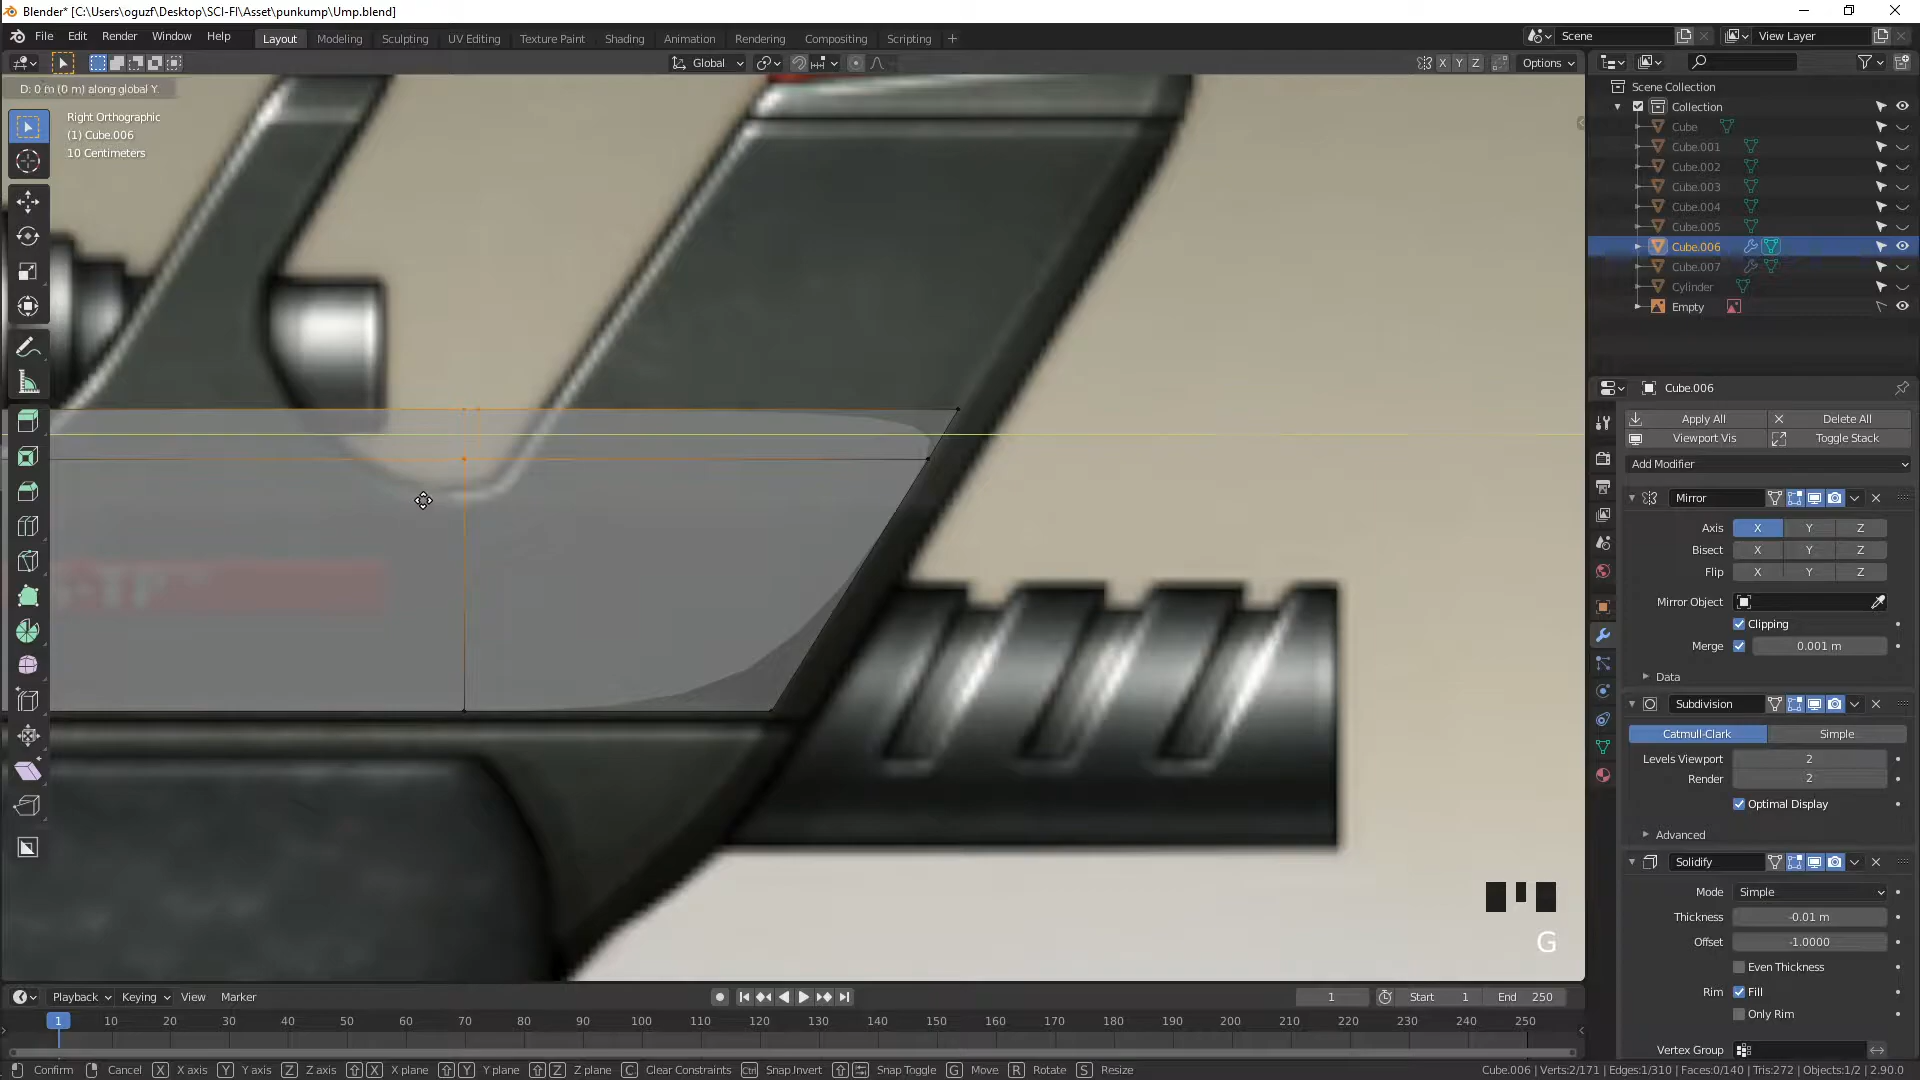 Blender* [C:\Users\oguzf\Desktop\SCI-FI\Asset\punkump\Ump.blend]
File Edit Render Window Help
Layout Modeling Sculpting UV Editing Texture Paint Shading Animation Rendering Compositing Scripting
Scene
View Layer
Global
X Y Z
Options
D: 0 m (0 m) along global Y
Right Orthographic
(1) Cube.006
10 Centimeters
Scene Collection
Collection
Cube
Cube.001
Cube.002
Cube.003
Cube.004
Cube.005
Cube.006
Cube.007
Cylinder
Empty
Cube.006
Apply All
Delete All
Viewport Vis
Toggle Stack
Add Modifier
Mirror
Axis X Y Z
Bisect X Y Z
Flip X Y Z
Mirror Object
Clipping
Merge 0.001 m
Data
Subdivision
Catmull-Clark Simple
Levels Viewport 2
Render 2
Optimal Display
Advanced
Solidify
Mode Simple
Thickness -0.01 m
Offset -1.0000
Even Thickness
Rim Fill
Only Rim
Vertex Group
G
Playback Keying View Marker
1 Start 1 End 250
1 10 20 30 40 50 60 70 80 90 100 110 120 130 140 150 160 170 180 190 200 210 220 230 240 250
Confirm Cancel X X axis Y Y axis Z Z axis X X plane Y Y plane Z Z plane C Clear Constraints Ctrl Snap Invert Snap Toggle G Move R Rotate S Resize
Cube.006 | Verts:2/171 | Edges:1/310 | Faces:0/140 | Tris:272 | Objects:1/2 | 2.90.0